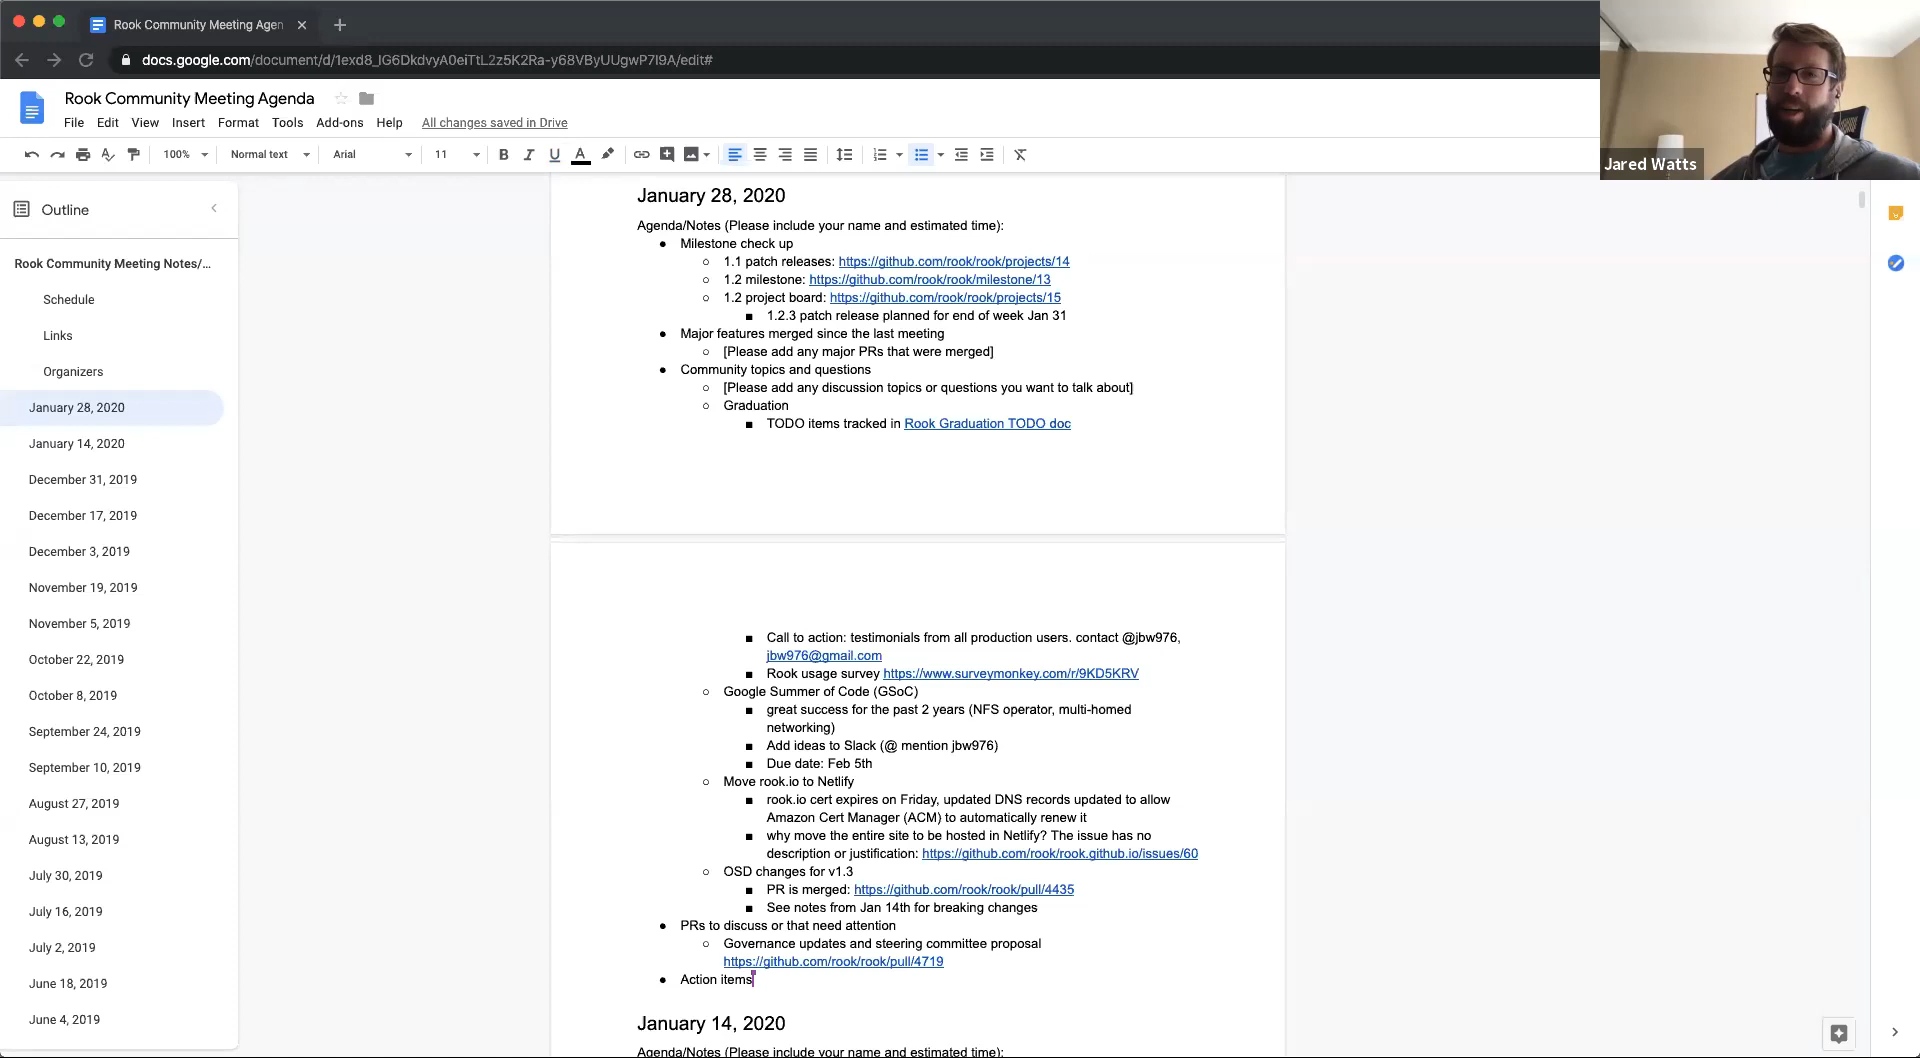 Rook Community Meeting Agen
docs.google.com/document/d/1exd8_IG6DkdvyA0eiTtL2z5K2Ra-y68VByUUgwP7I9A/edit#
Rook Community Meeting Agenda
File Edit View Insert Format Tools Add-ons Help All changes saved in Drive
100% Normal text Arial 11 B I U A
Jared Watts
Outline
Rook Community Meeting Notes/...
Schedule
Links
Organizers
January 28, 2020
January 14, 2020
December 31, 2019
December 17, 2019
December 3, 2019
November 19, 2019
November 5, 2019
October 22, 2019
October 8, 2019
September 24, 2019
September 10, 2019
August 27, 2019
August 13, 2019
July 30, 2019
July 16, 2019
July 2, 2019
June 18, 2019
June 4, 2019
January 28, 2020
Agenda/Notes (Please include your name and estimated time):
Milestone check up
1.1 patch releases: https://github.com/rook/rook/projects/14
1.2 milestone: https://github.com/rook/rook/milestone/13
1.2 project board: https://github.com/rook/rook/projects/15
1.2.3 patch release planned for end of week Jan 31
Major features merged since the last meeting
[Please add any major PRs that were merged]
Community topics and questions
[Please add any discussion topics or questions you want to talk about]
Graduation
TODO items tracked in Rook Graduation TODO doc
Call to action: testimonials from all production users. contact @jbw976,
jbw976@gmail.com
Rook usage survey https://www.surveymonkey.com/r/9KD5KRV
Google Summer of Code (GSoC)
great success for the past 2 years (NFS operator, multi-homed
networking)
Add ideas to Slack (@ mention jbw976)
Due date: Feb 5th
Move rook.io to Netlify
rook.io cert expires on Friday, updated DNS records updated to allow
Amazon Cert Manager (ACM) to automatically renew it
why move the entire site to be hosted in Netlify? The issue has no
description or justification: https://github.com/rook/rook.github.io/issues/60
OSD changes for v1.3
PR is merged: https://github.com/rook/rook/pull/4435
See notes from Jan 14th for breaking changes
PRs to discuss or that need attention
Governance updates and steering committee proposal
https://github.com/rook/rook/pull/4719
Action items
January 14, 2020
Agenda/Notes (Please include your name and estimated time):